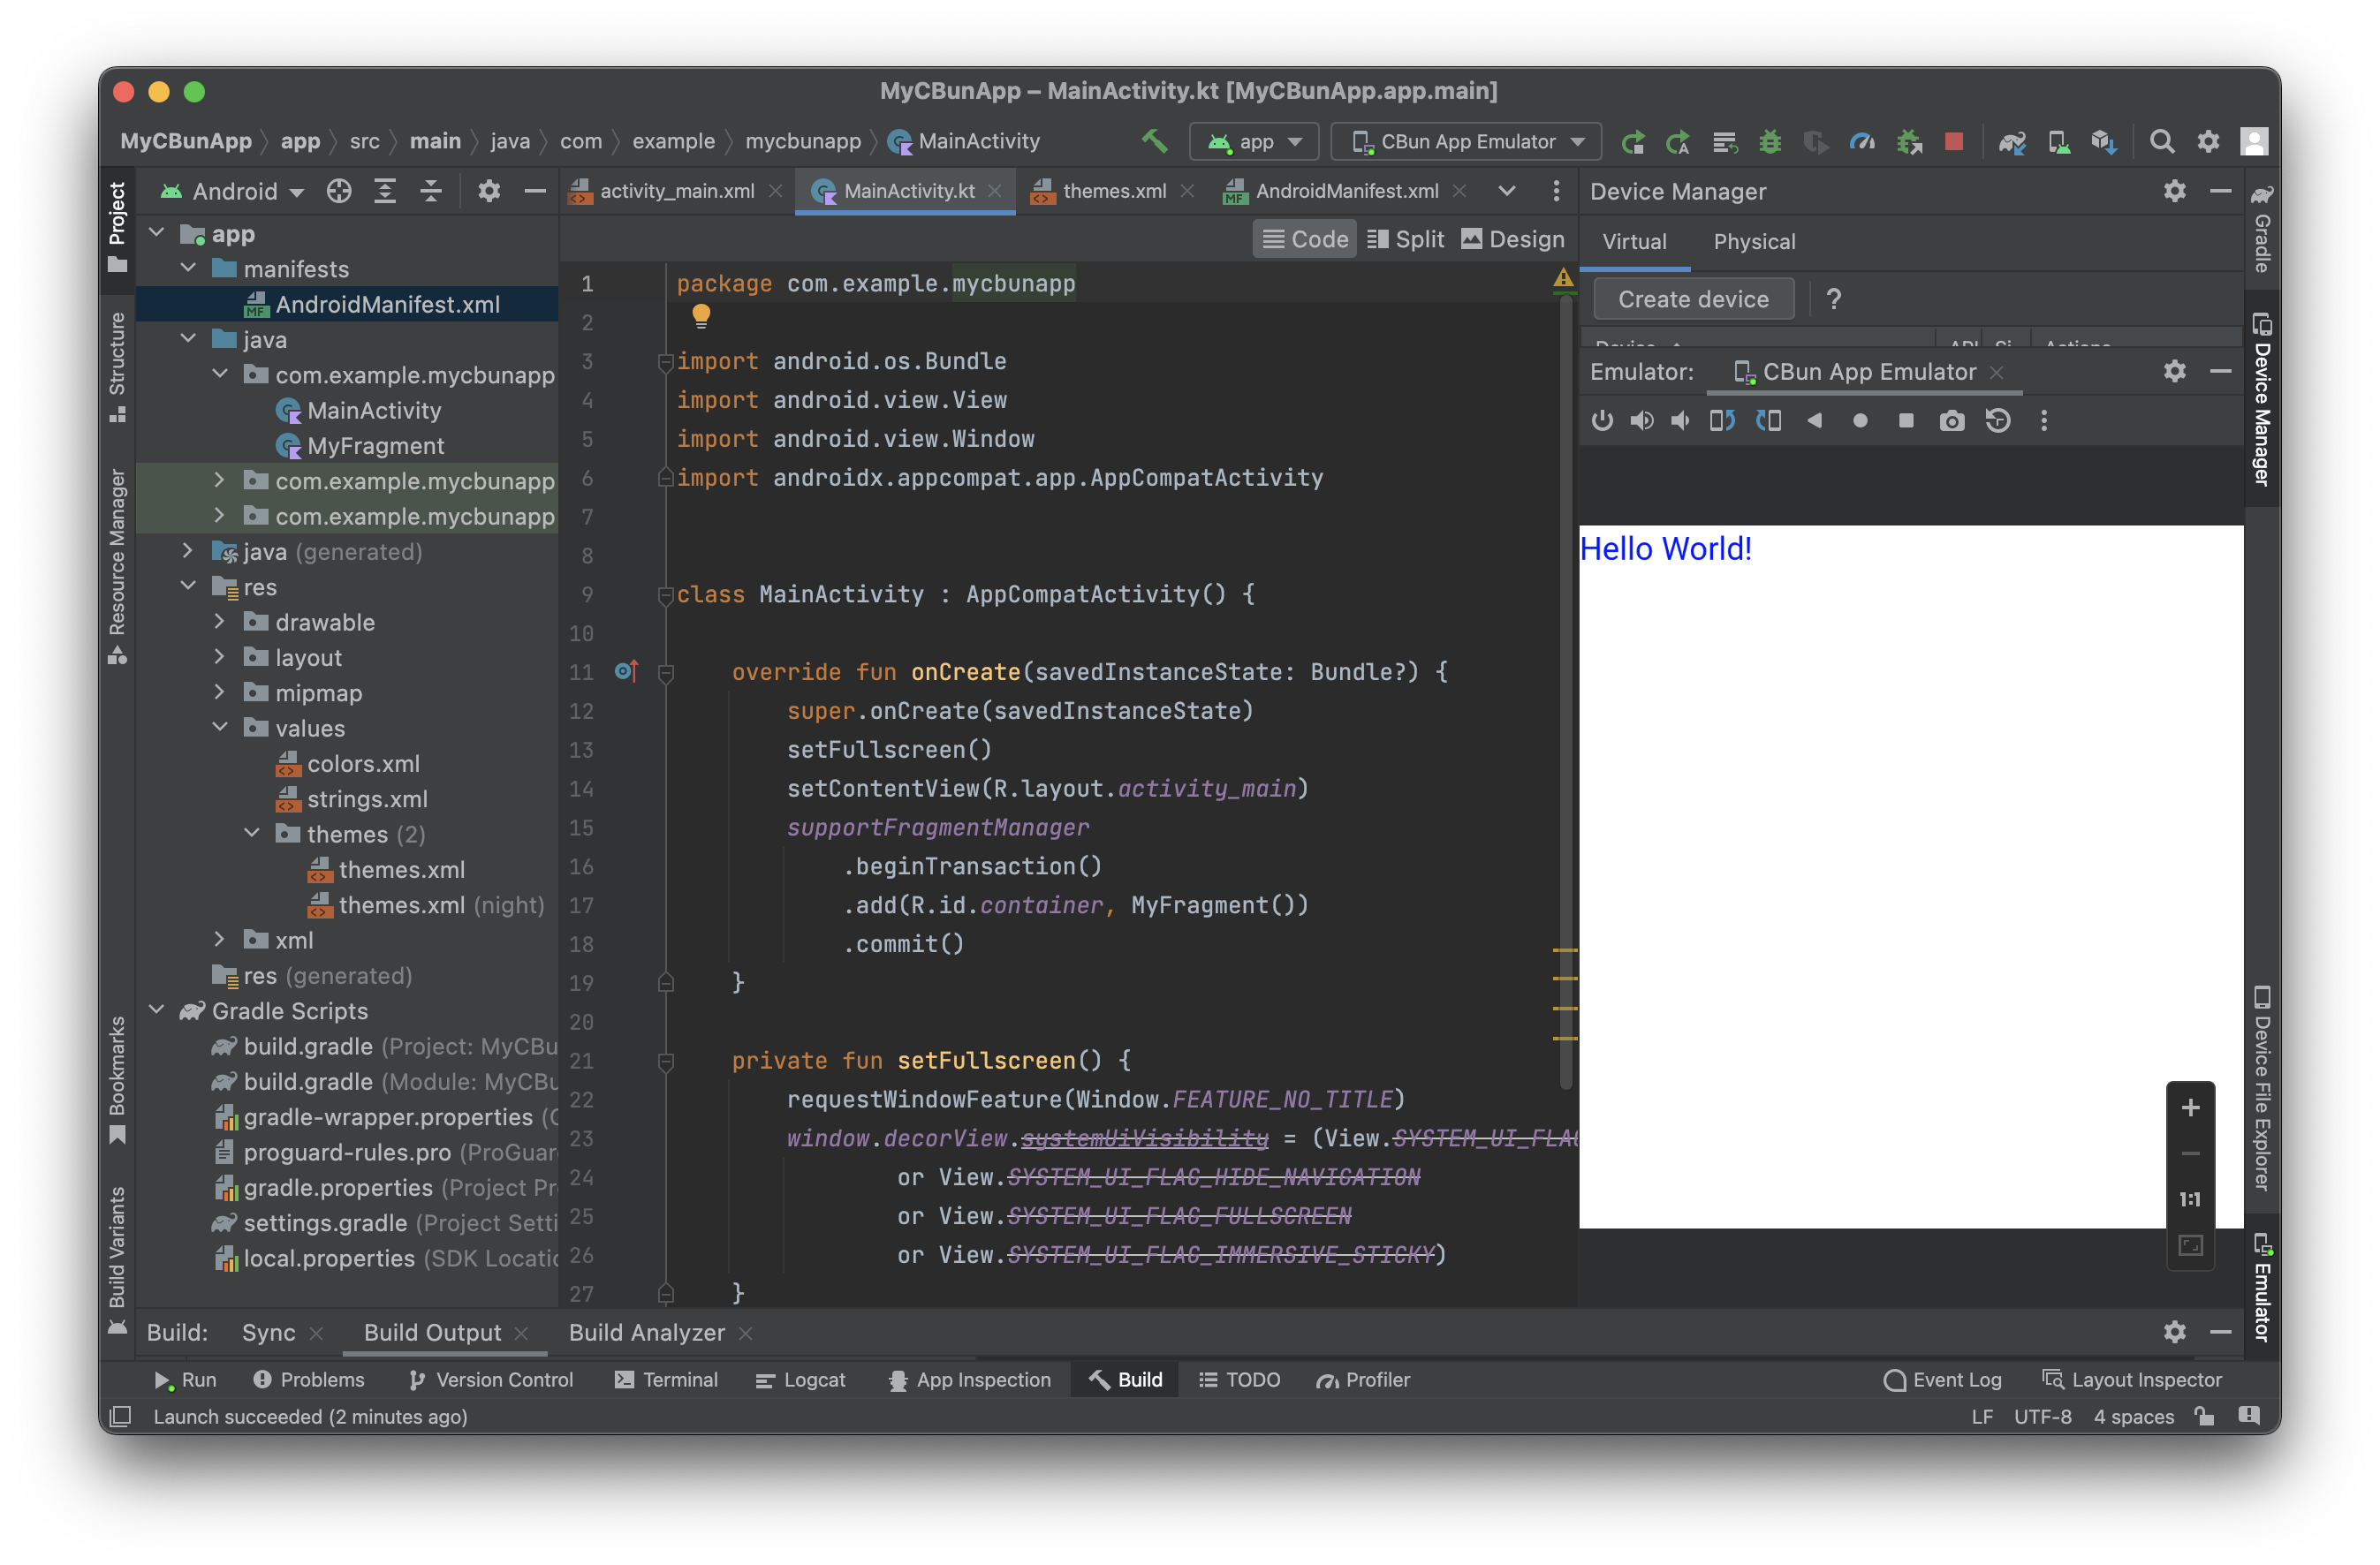 MyCBunApp – MainActivity.kt [MyCBunApp.app.main]
MyCBunApp app src main java com example mycbunapp MainActivity app CBun App Emulator
Project
Structure
Resource Manager
Bookmarks
Build Variants
Android
app
manifests
MF AndroidManifest.xml
java
com.example.mycbunapp
MainActivity
MyFragment
com.example.mycbunapp
com.example.mycbunapp
java (generated)
res
drawable
layout
mipmap
values
colors.xml
strings.xml
themes (2)
themes.xml
themes.xml (night)
xml
res (generated)
Gradle Scripts
build.gradle (Project: MyCBu
build.gradle (Module: MyCBu
gradle-wrapper.properties (G
proguard-rules.pro (ProGuar
gradle.properties (Project Pr
settings.gradle (Project Setti
local.properties (SDK Locatio
activity_main.xml MainActivity.kt themes.xml MF AndroidManifest.xml
Code Split Design
1 package com.example.mycbunapp
2
3 import android.os.Bundle
4 import android.view.View
5 import android.view.Window
6 import androidx.appcompat.app.AppCompatActivity
7
8
9 class MainActivity : AppCompatActivity() {
10
11 override fun onCreate(savedInstanceState: Bundle?) {
12 super.onCreate(savedInstanceState)
13 setFullscreen()
14 setContentView(R.layout.activity_main)
15 supportFragmentManager
16 .beginTransaction()
17 .add(R.id.container, MyFragment())
18 .commit()
19 }
20
21 private fun setFullscreen() {
22 requestWindowFeature(Window.FEATURE_NO_TITLE)
23 window.decorView.systemUiVisibility = (View.SYSTEM_UI_FLAG
24 or View.SYSTEM_UI_FLAG_HIDE_NAVIGATION
25 or View.SYSTEM_UI_FLAG_FULLSCREEN
26 or View.SYSTEM_UI_FLAG_IMMERSIVE_STICKY)
27 }
Device Manager
Virtual Physical
Create device ?
Device API Si Actions
Emulator: CBun App Emulator
Hello World!
1:1
Gradle
Device Manager
Device File Explorer
Emulator
Build: Sync Build Output Build Analyzer
Run Problems Version Control Terminal Logcat App Inspection Build TODO Profiler Event Log Layout Inspector
Launch succeeded (2 minutes ago) LF UTF-8 4 spaces